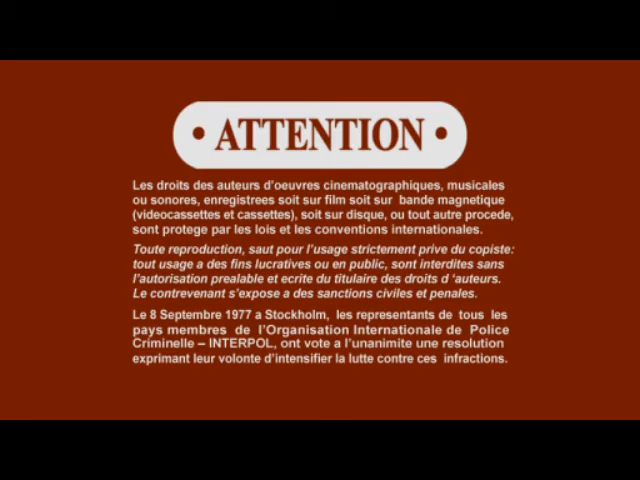 • ATTENTION •
Les droits des auteurs d'oeuvres cinematographiques, musicales
ou sonores, enregistrees soit sur film soit sur bande magnetique
(videocassettes et cassettes), soit sur disque, ou tout autre procede,
sont protege par les lois et les conventions internationales.
Toute reproduction, saut pour l'usage strictement prive du copiste:
tout usage a des fins lucratives ou en public, sont interdites sans
l'autorisation prealable et ecrite du titulaire des droits d 'auteurs.
Le contrevenant s'expose a des sanctions civiles et penales.
Le 8 Septembre 1977 a Stockholm, les representants de tous les
pays membres de l'Organisation Internationale de Police
Criminelle – INTERPOL, ont vote a l'unanimite une resolution
exprimant leur volonte d'intensifier la lutte contre ces infractions.